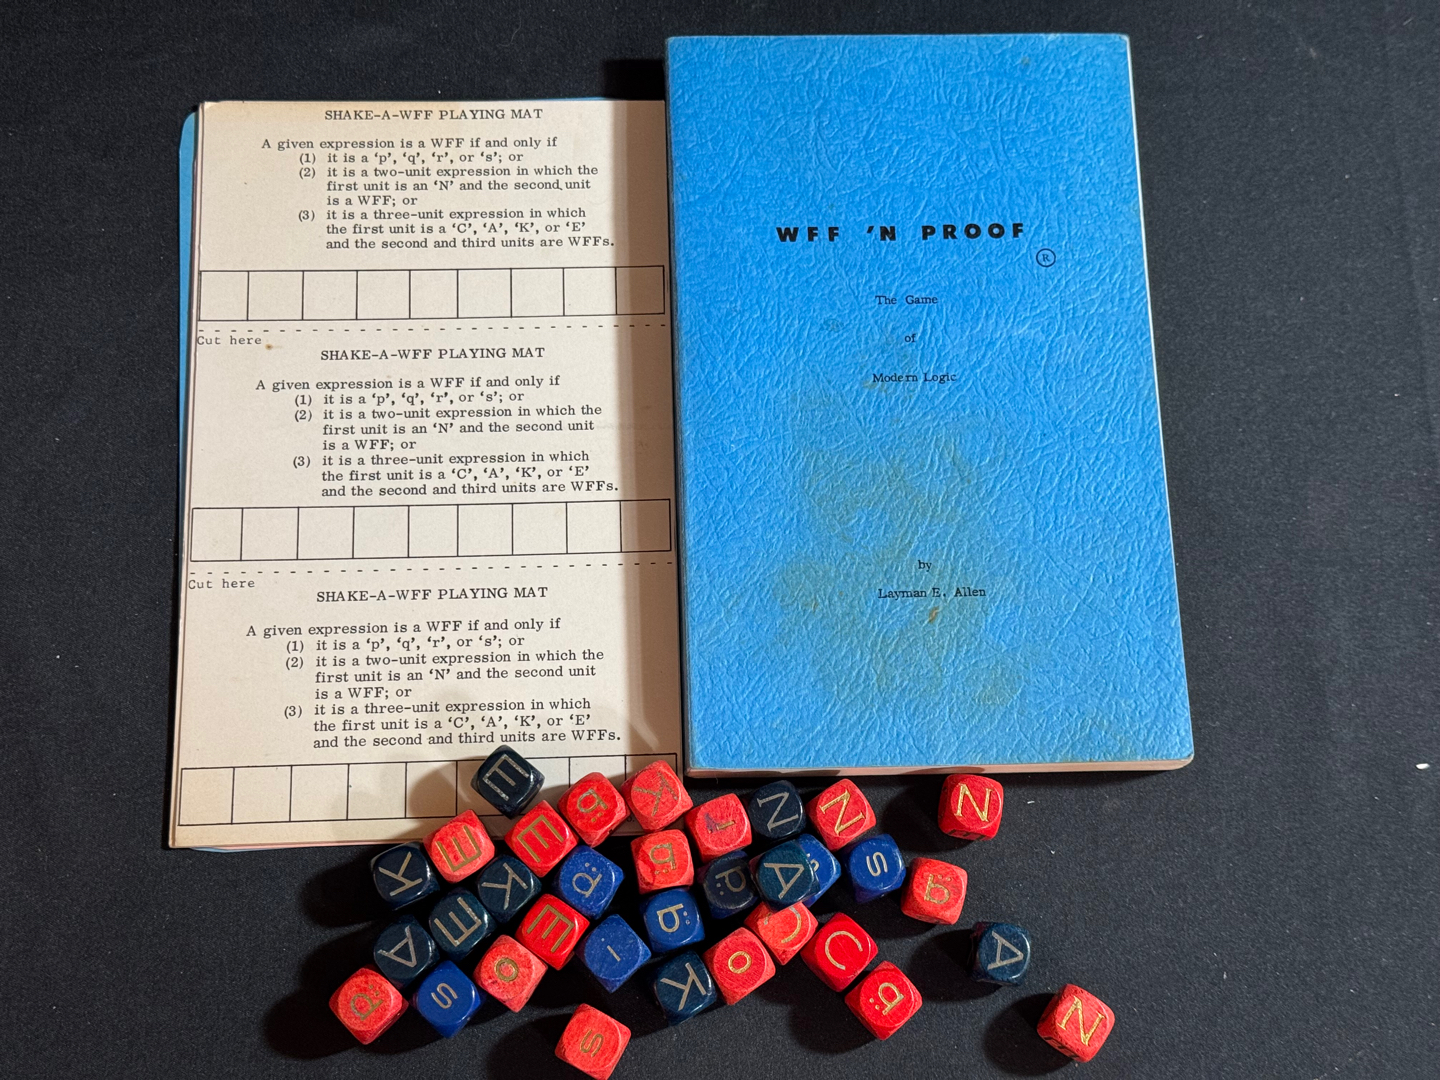 SHAKE-A-WFF PLAYING MAT
A given expression is a WFF if and only if
(1) it is a ‘p’, ‘q’, ‘r’, or ‘s’; or
(2) it is a two-unit expression in which the
first unit is an ‘N’ and the second unit
is a WFF; or
(3) it is a three-unit expression in which
the first unit is a ‘C’, ‘A’, ‘K’, or ‘E’
and the second and third units are WFFs.
Cut here
SHAKE-A-WFF PLAYING MAT
A given expression is a WFF if and only if
(1) it is a ‘p’, ‘q’, ‘r’, or ‘s’; or
(2) it is a two-unit expression in which the
first unit is an ‘N’ and the second unit
is a WFF; or
(3) it is a three-unit expression in which
the first unit is a ‘C’, ‘A’, ‘K’, or ‘E’
and the second and third units are WFFs.
Cut here
SHAKE-A-WFF PLAYING MAT
A given expression is a WFF if and only if
(1) it is a ‘p’, ‘q’, ‘r’, or ‘s’; or
(2) it is a two-unit expression in which the
first unit is an ‘N’ and the second unit
is a WFF; or
(3) it is a three-unit expression in which
the first unit is a ‘C’, ‘A’, ‘K’, or ‘E’
and the second and third units are WFFs.
WFF ’N PROOF
®
The Game
of
Modern Logic
by
Layman E. Allen
E
K
N
N
N
E
E
K
K
A
s
A
E
E
i
C
C
A
s
o
K
o
N
s